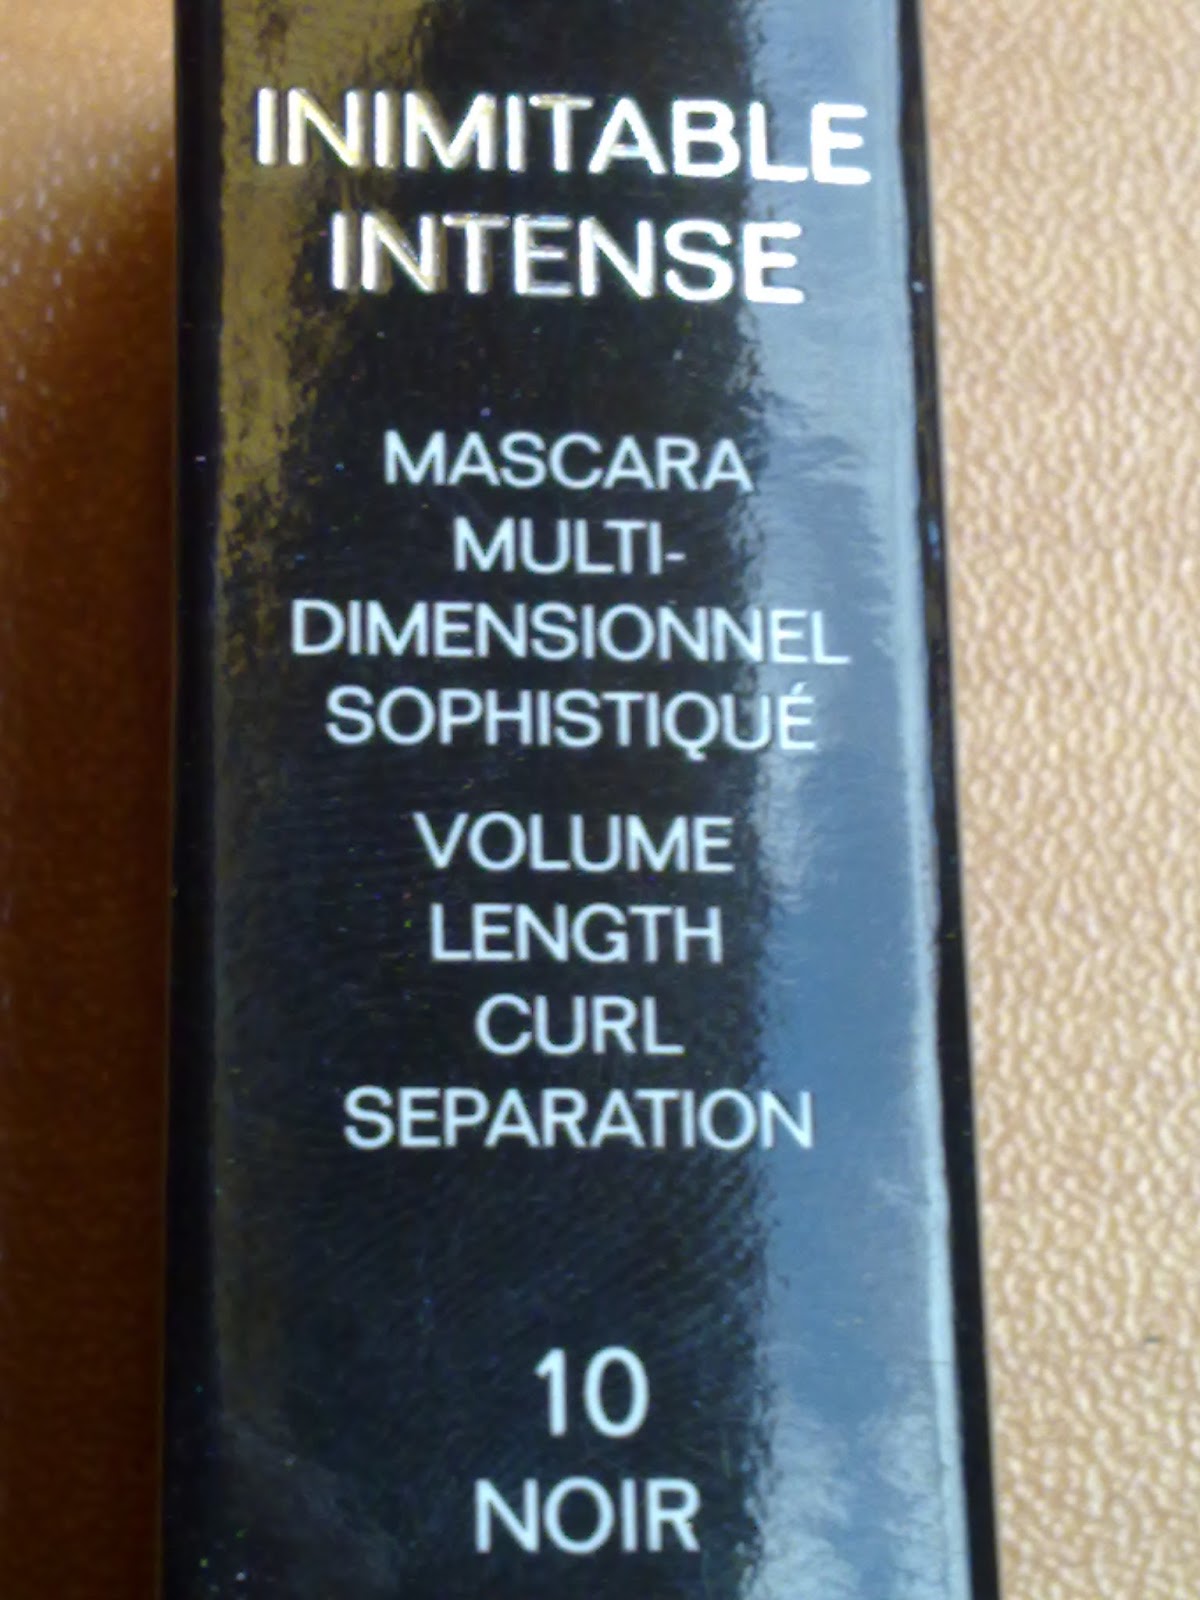 INIMITABLE
INTENSE
MASCARA
MULTI-
DIMENSIONNEL
SOPHISTIQUÉ
VOLUME
LENGTH
CURL
SEPARATION
10
NOIR